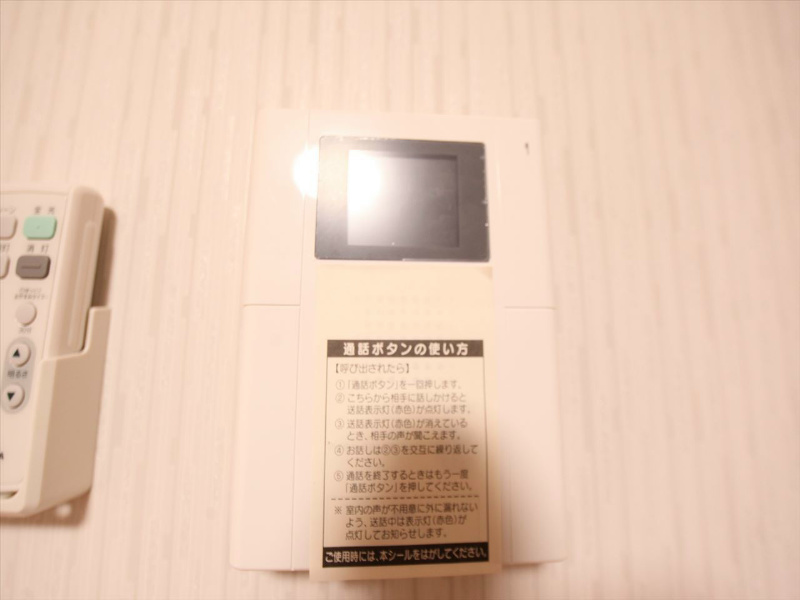 全 灯
消 灯
明るさ
通話ボタンの使い方
【呼び出されたら】
①「通話ボタン」を一回押します。
②こちらから相手に話しかけると
送話表示灯(赤色)が点灯します。
③送話表示灯(赤色)が消えている
とき、相手の声が聞こえます。
④お話しは②③を交互に繰り返して
ください。
⑤通話を終了するときはもう一度
「通話ボタン」を押してください。
※室内の声が不用意に外に漏れない
よう、送話中は表示灯(赤色)が
点灯してお知らせします。
ご使用時には、本シールをはがしてください。